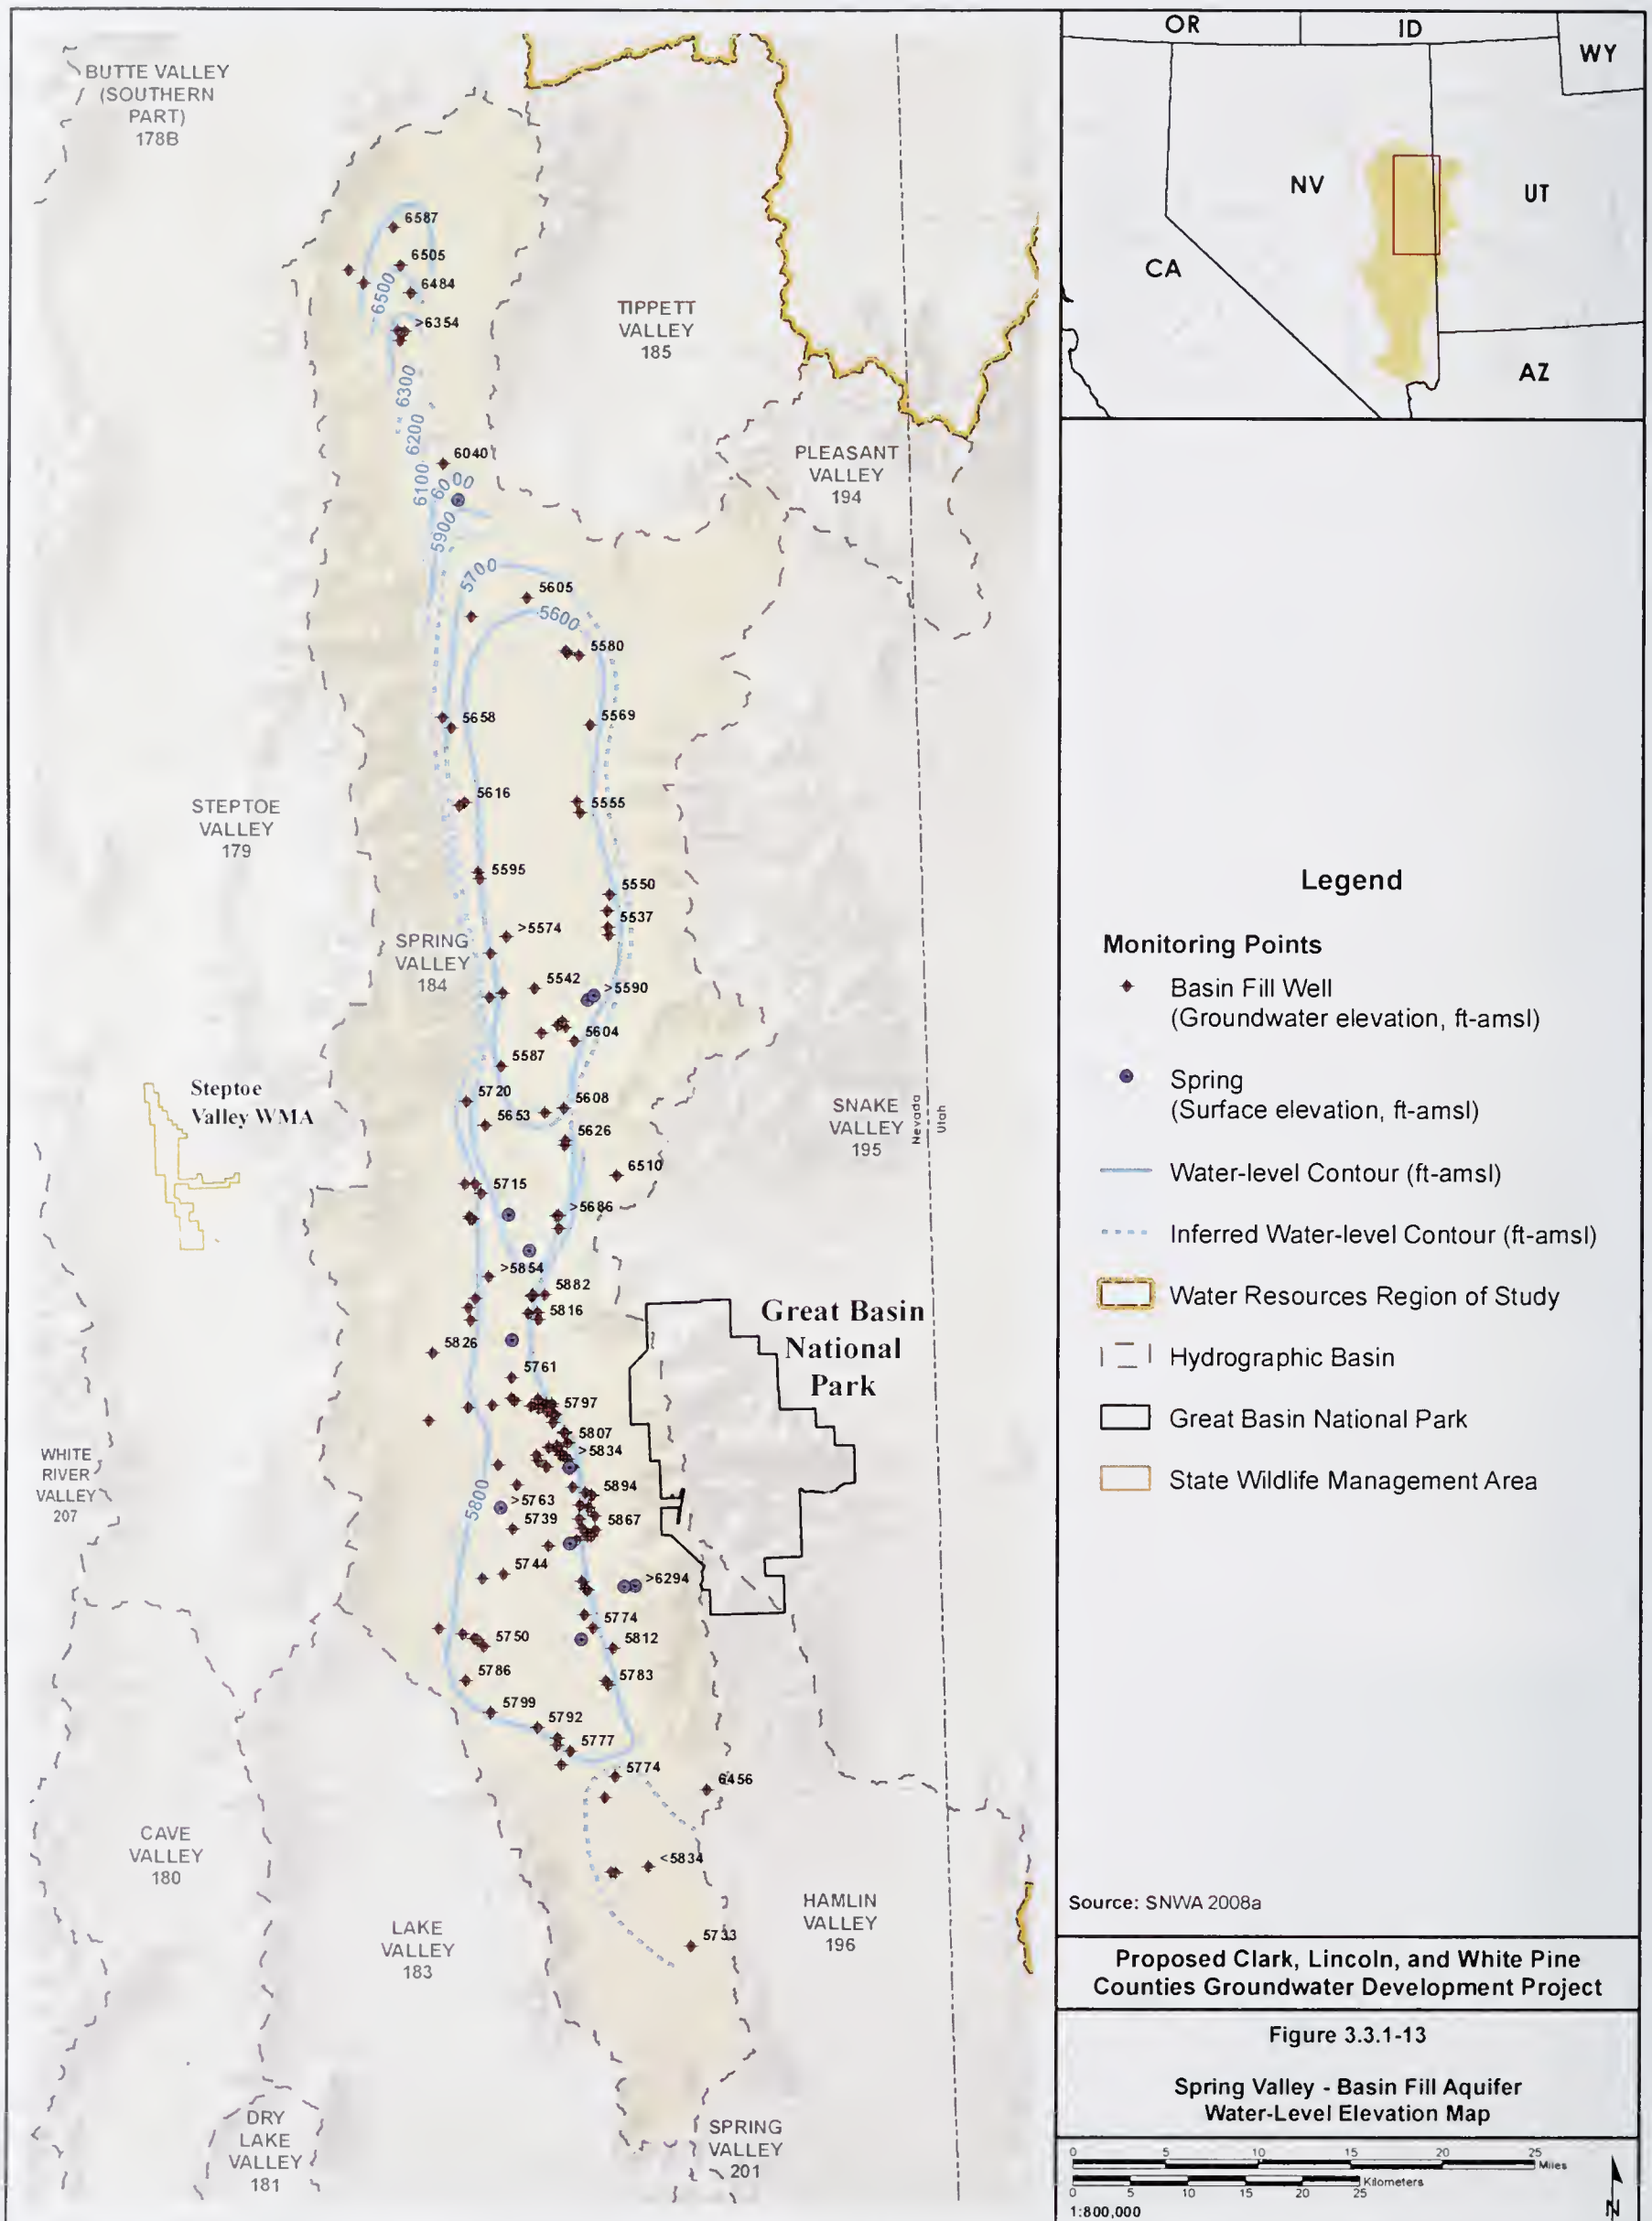 BUTTE VALLEY
(SOUTHERN
PART)
178B
6587
6505
6500
6484
>6354
6300
6200
TIPPETT
VALLEY
185
6040
6100
6000
5900
PLEASANT
VALLEY
194
5700
5605
5600
5580
5658
5569
STEPTOE
VALLEY
179
5616
5555
5595
5550
5537
>5574
SPRING
VALLEY
184
5542
>5590
5604
5587
Steptoe
Valley WMA
5720
5608
5653
5626
SNAKE
VALLEY
195
Nevada
Utah
6510
5715
>5686
>5854
5882
5816
5826
Great Basin
National
Park
5761
5797
5807
>5834
WHITE
RIVER
VALLEY
207
5800
5894
>5763
5867
5739
5744
>6294
5774
5750
5812
5786
5783
5799
5792
5777
5774
6456
CAVE
VALLEY
180
<5834
LAKE
VALLEY
183
HAMLIN
VALLEY
196
5733
DRY
LAKE
VALLEY
181
SPRING
VALLEY
201
OR
ID
WY
NV
UT
CA
AZ
Legend
Monitoring Points
Basin Fill Well
(Groundwater elevation, ft-amsl)
Spring
(Surface elevation, ft-amsl)
Water-level Contour (ft-amsl)
Inferred Water-level Contour (ft-amsl)
Water Resources Region of Study
Hydrographic Basin
Great Basin National Park
State Wildlife Management Area
Source: SNWA 2008a
Proposed Clark, Lincoln, and White Pine
Counties Groundwater Development Project
Figure 3.3.1-13
Spring Valley - Basin Fill Aquifer
Water-Level Elevation Map
0 5 10 15 20 25
Miles
Kilometers
0 5 10 15 20 25
1:800,000
N